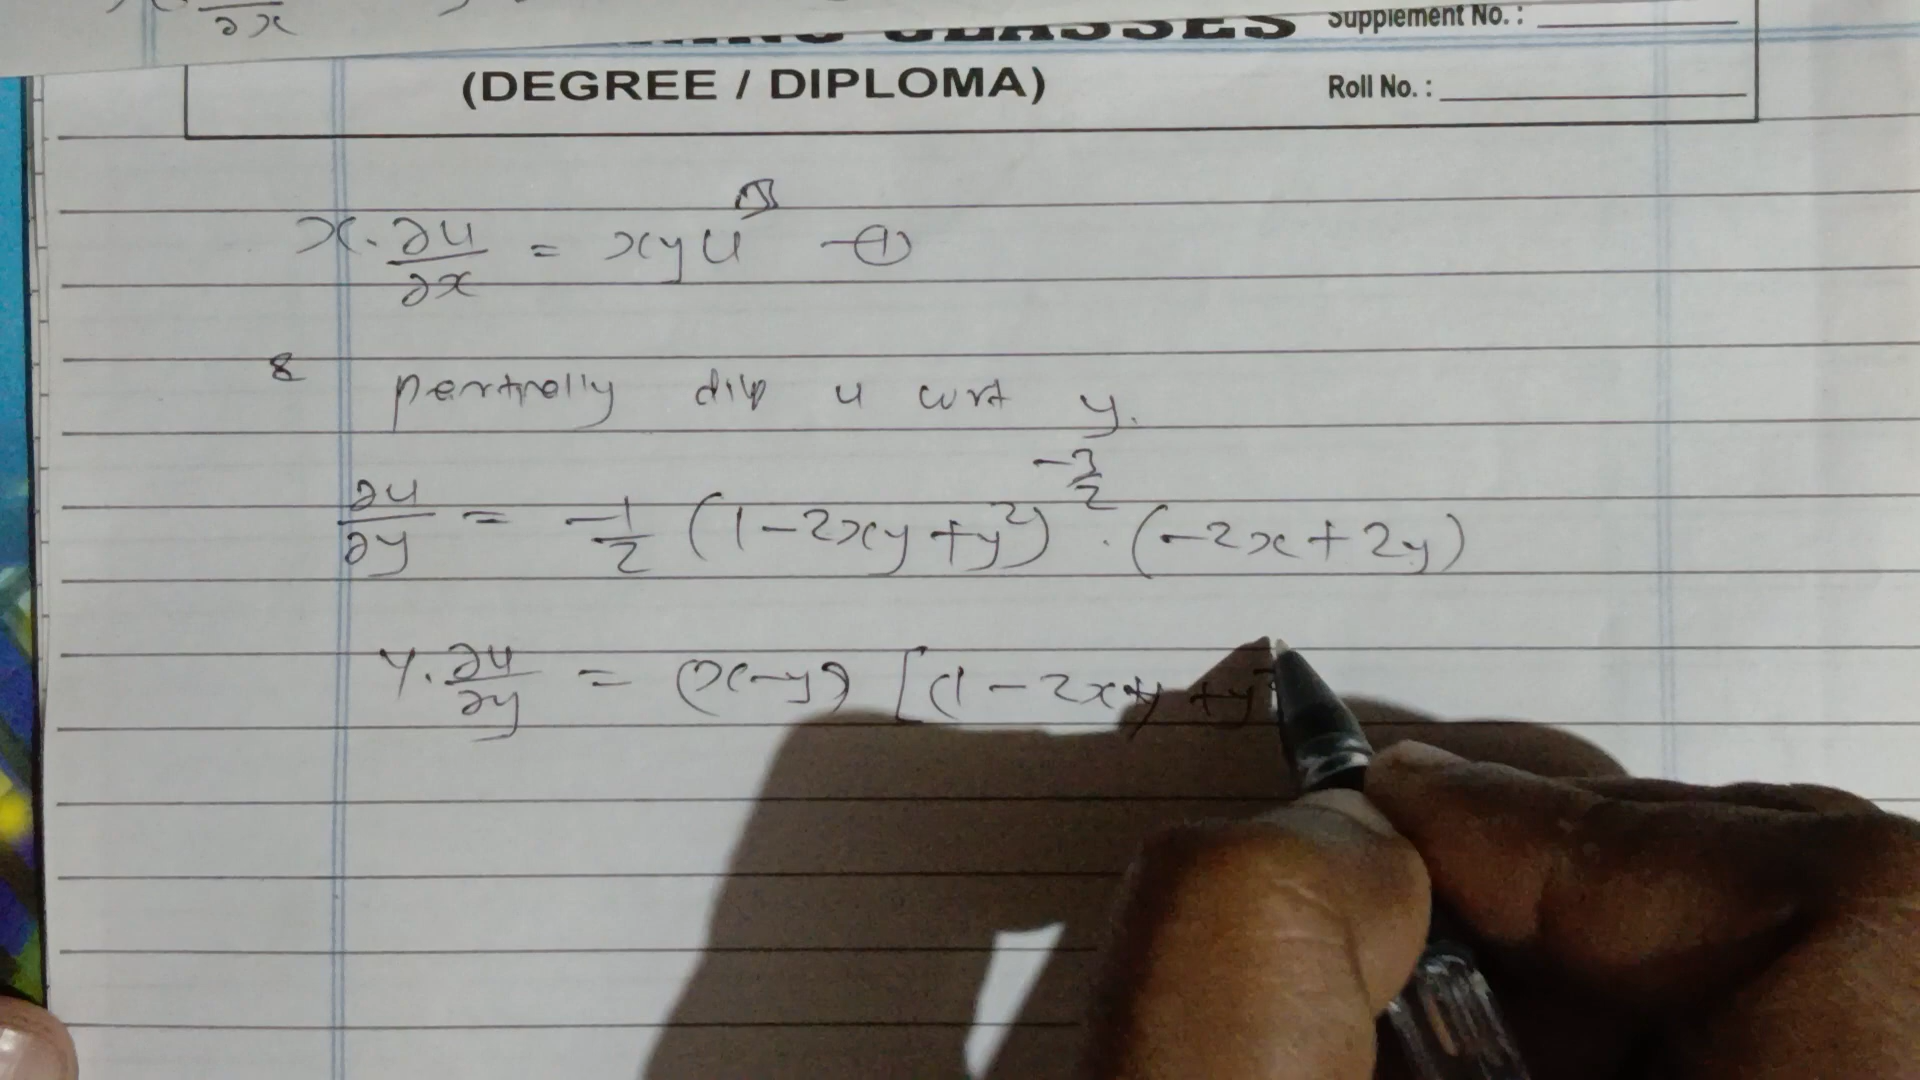 ∂x
CLASSES Supplement No. :
(DEGREE / DIPLOMA) Roll No. :
x. ∂u/∂x = xyu³ —①
& partially diff u wrt y.
∂u/∂y = -1/2 (1-2xy+y²)^(-3/2) . (-2x+2y)
y. ∂u/∂y = (x-y) [(1-2xy+y²